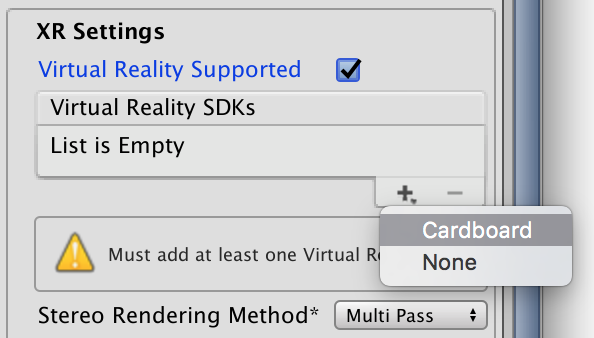 XR Settings
Virtual Reality Supported
Virtual Reality SDKs
List is Empty
Cardboard
None
Must add at least one Virtual Re
Stereo Rendering Method*
Multi Pass